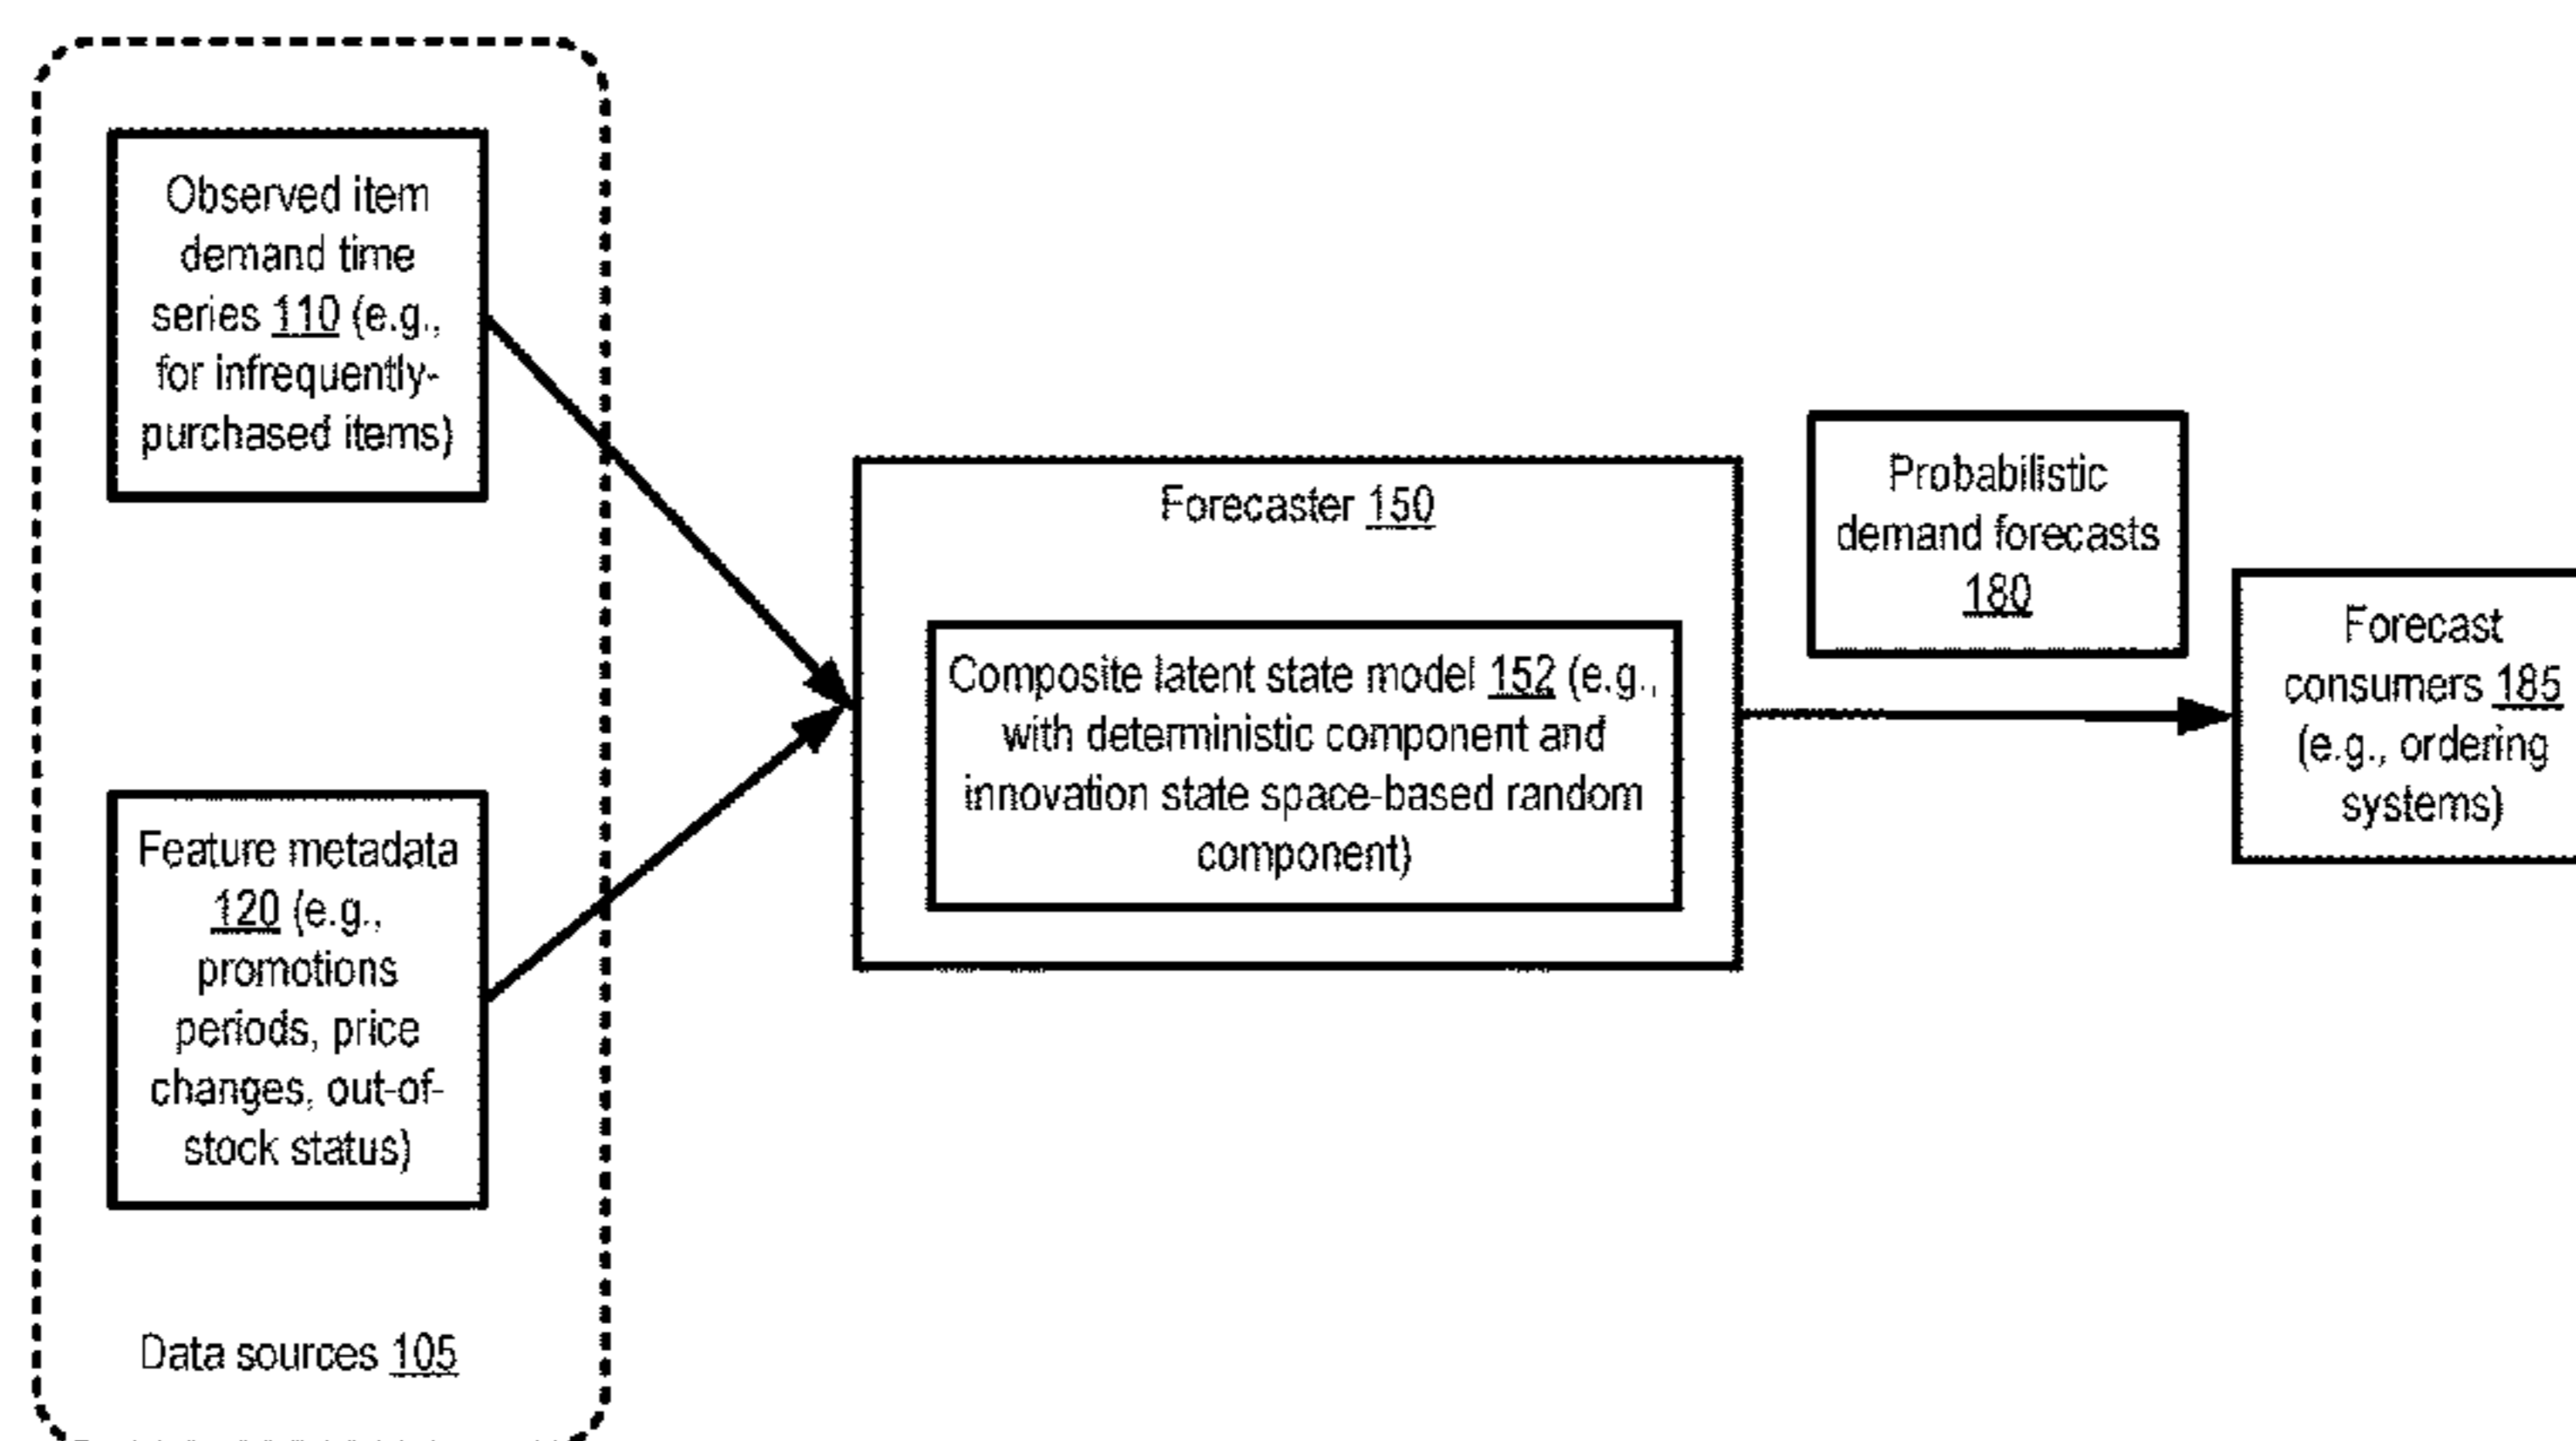 Observed item
demand time
series 110 (e.g.,
for infrequently-
purchased items)
Feature metadata
120 (e.g.,
promotions
periods, price
changes, out-of-
stock status)
Data sources 105
Forecaster 150
Composite latent state model 152 (e.g.,
with deterministic component and
innovation state space-based random
component)
Probabilistic
demand forecasts
180
Forecast
consumers 185
(e.g., ordering
systems)